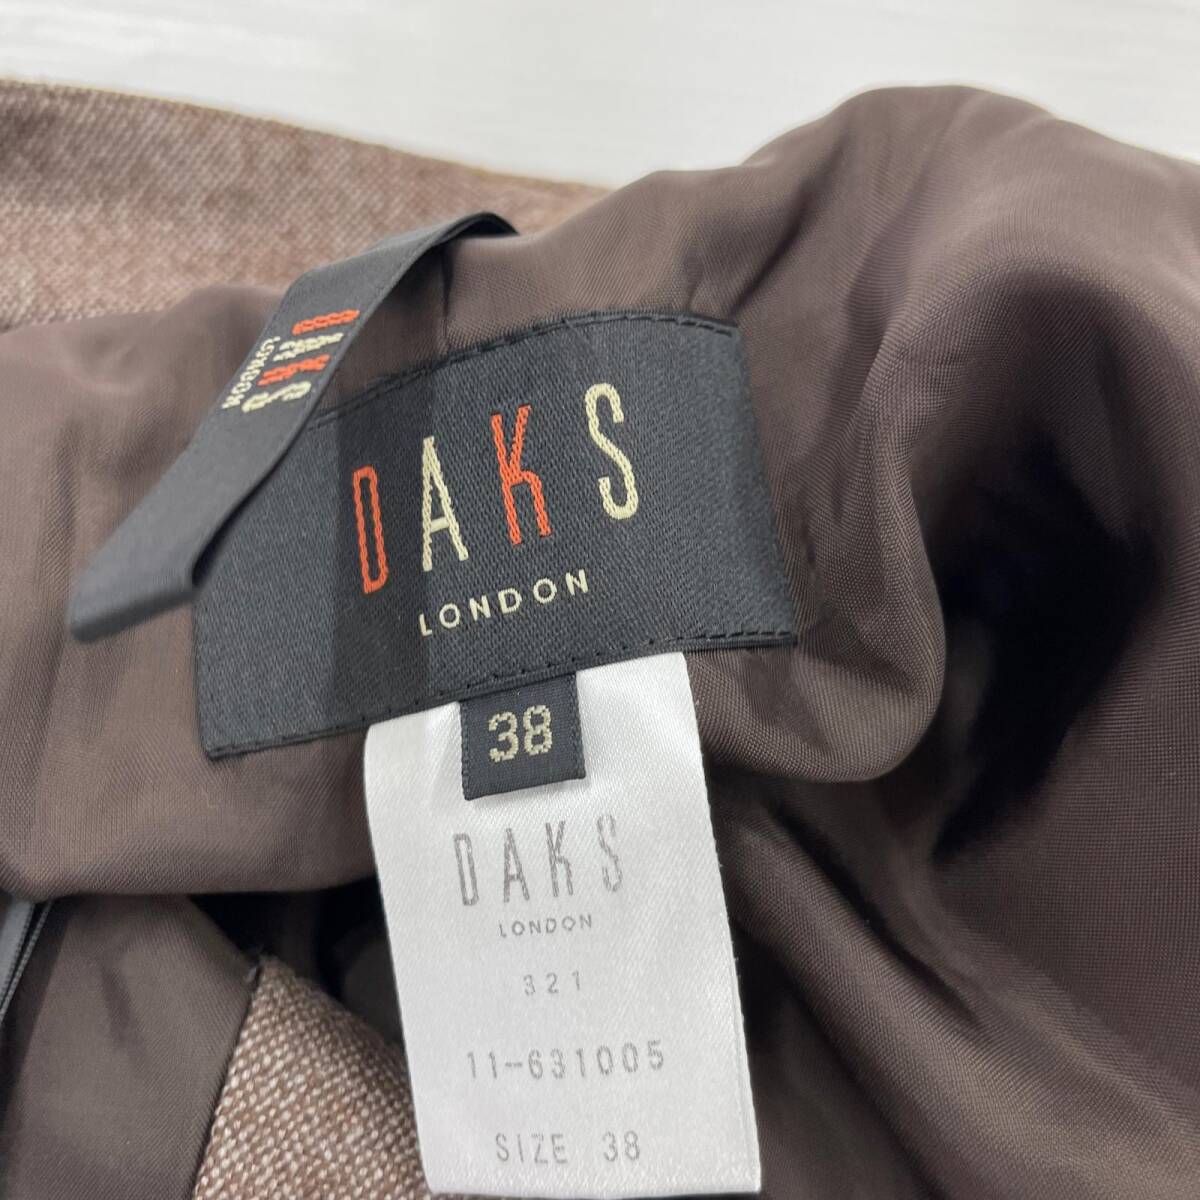 DAKS
LONDON
DAKS
LONDON
38
DAKS
LONDON
321
11-631005
SIZE 38